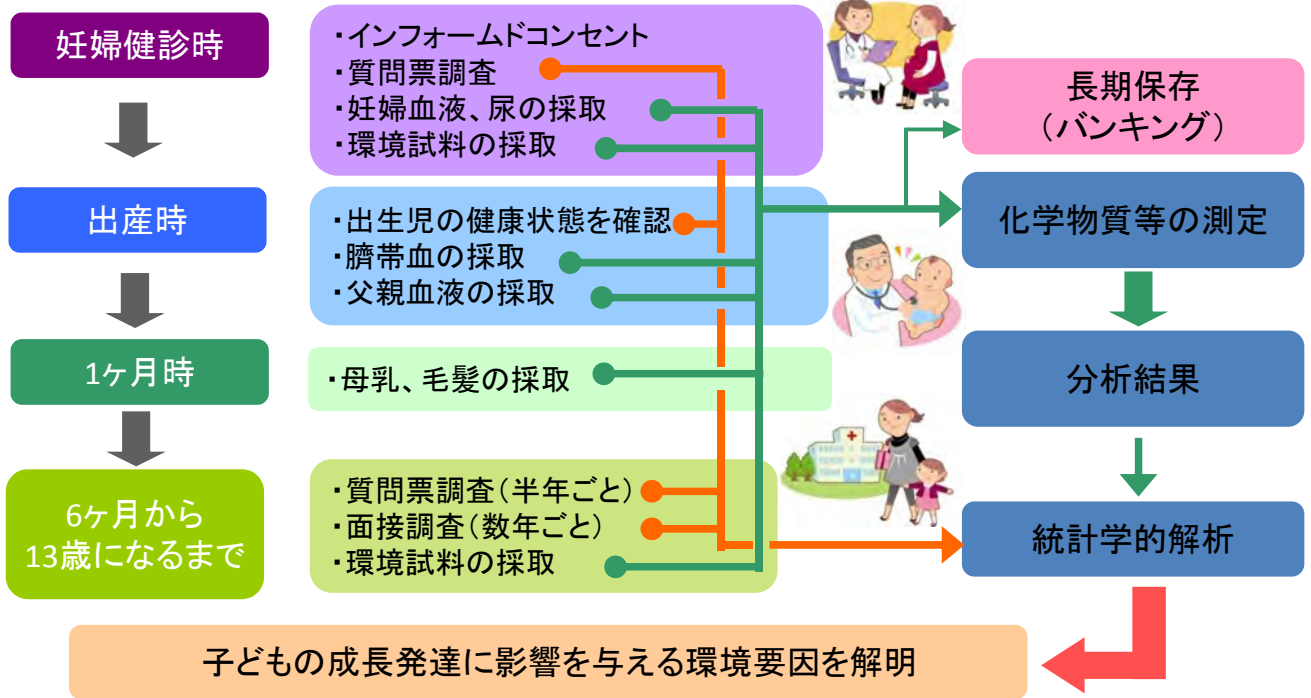 妊婦健診時
・インフォームドコンセント
・質問票調査
・妊婦血液、尿の採取
・環境試料の採取
長期保存
（バンキング）
出産時
・出生児の健康状態を確認
・臍帯血の採取
・父親血液の採取
化学物質等の測定
1ヶ月時
・母乳、毛髪の採取
分析結果
6ヶ月から
13歳になるまで
・質問票調査（半年ごと）
・面接調査（数年ごと）
・環境試料の採取
統計学的解析
子どもの成長発達に影響を与える環境要因を解明